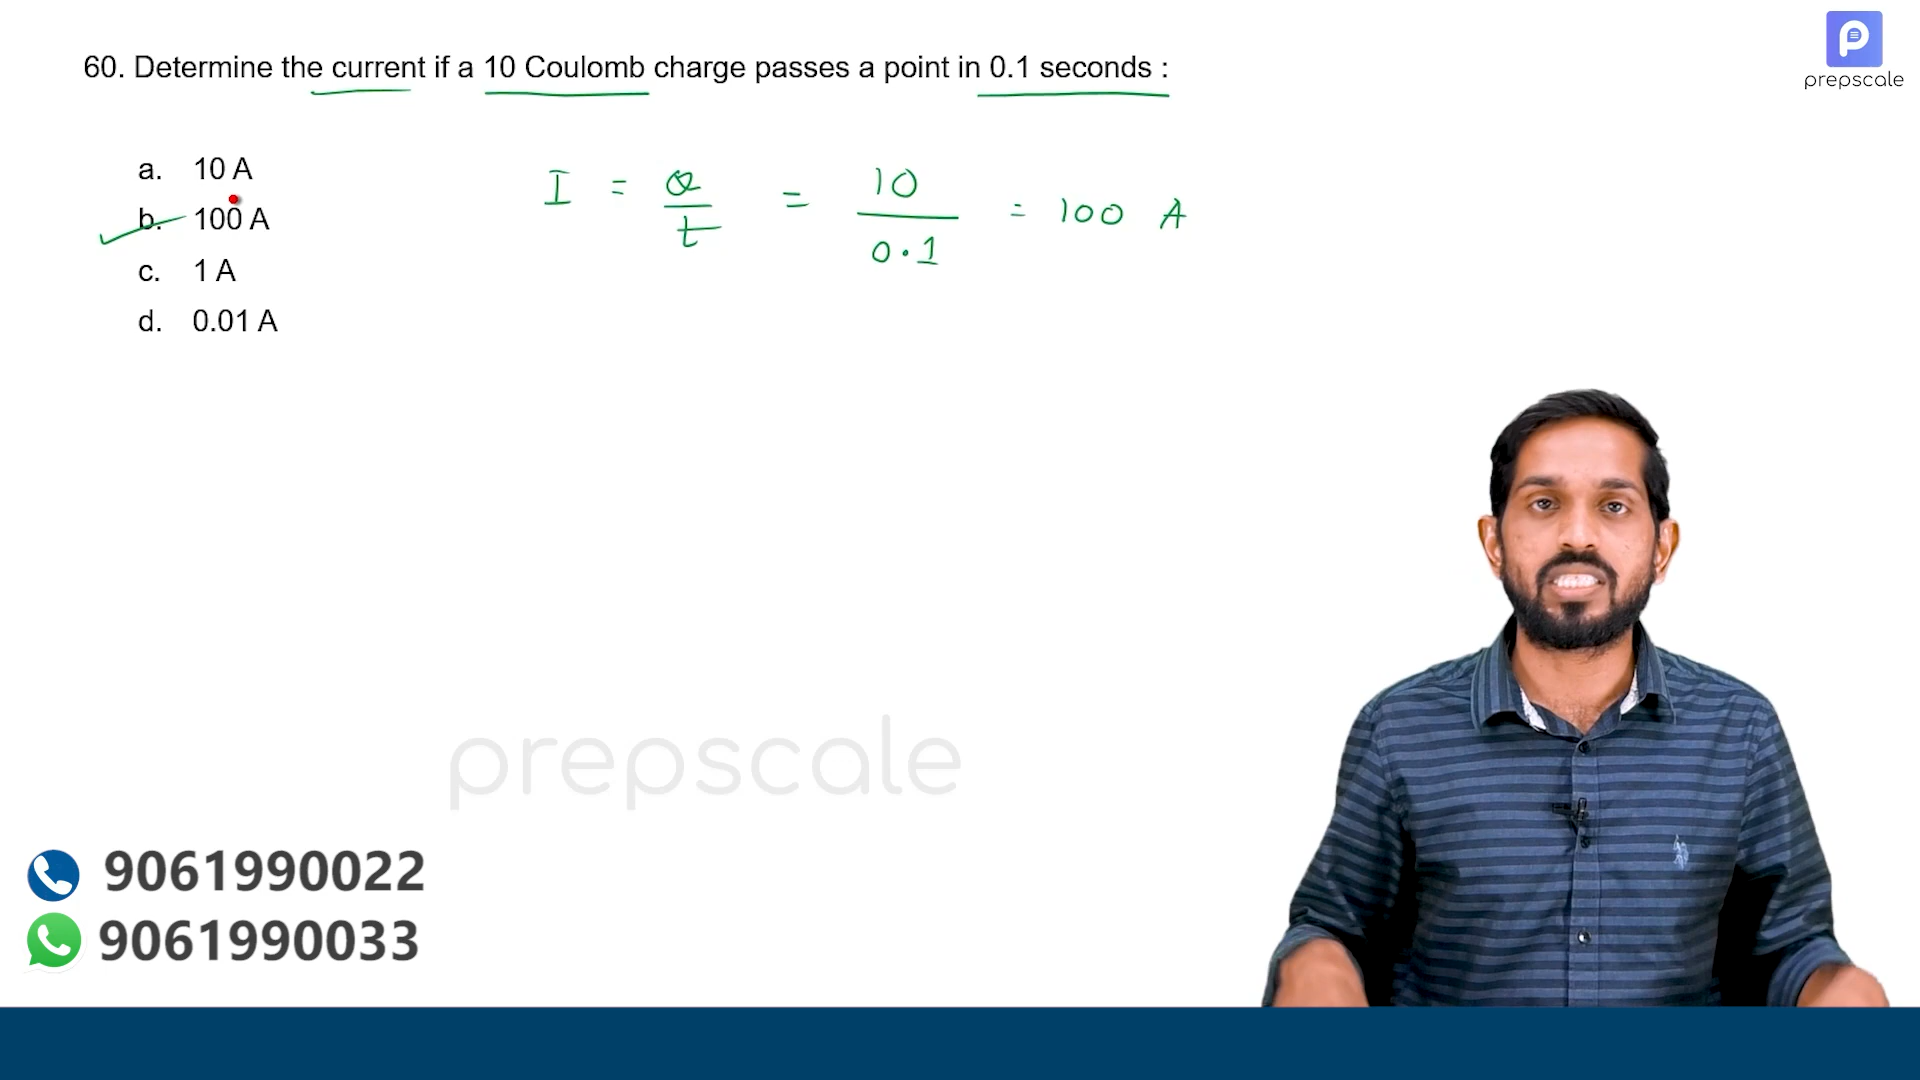 60. Determine the current if a 10 Coulomb charge passes a point in 0.1 seconds :
prepscale
a. 10 A
b. 100 A
c. 1 A
d. 0.01 A
I = Q/t = 10/0.1 = 100 A
prepscale
9061990022
9061990033